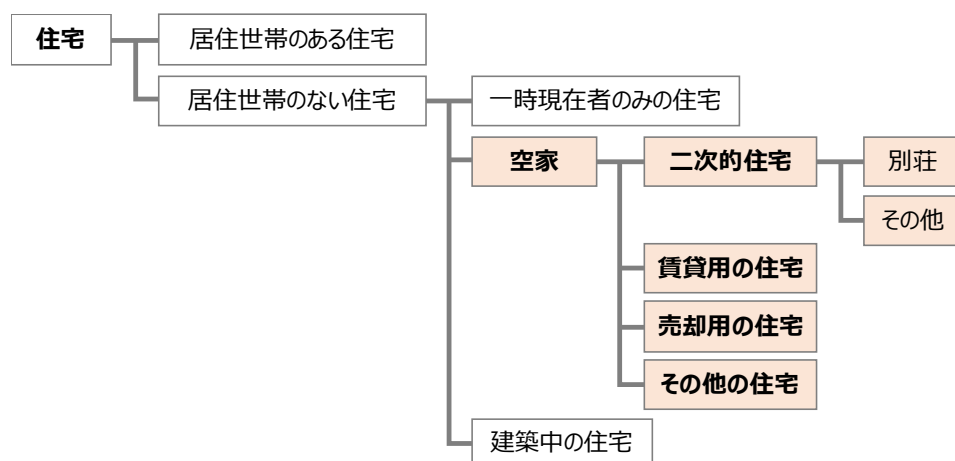 住宅
居住世帯のある住宅
居住世帯のない住宅
一時現在者のみの住宅
空家
二次的住宅
別荘
その他
賃貸用の住宅
売却用の住宅
その他の住宅
建築中の住宅